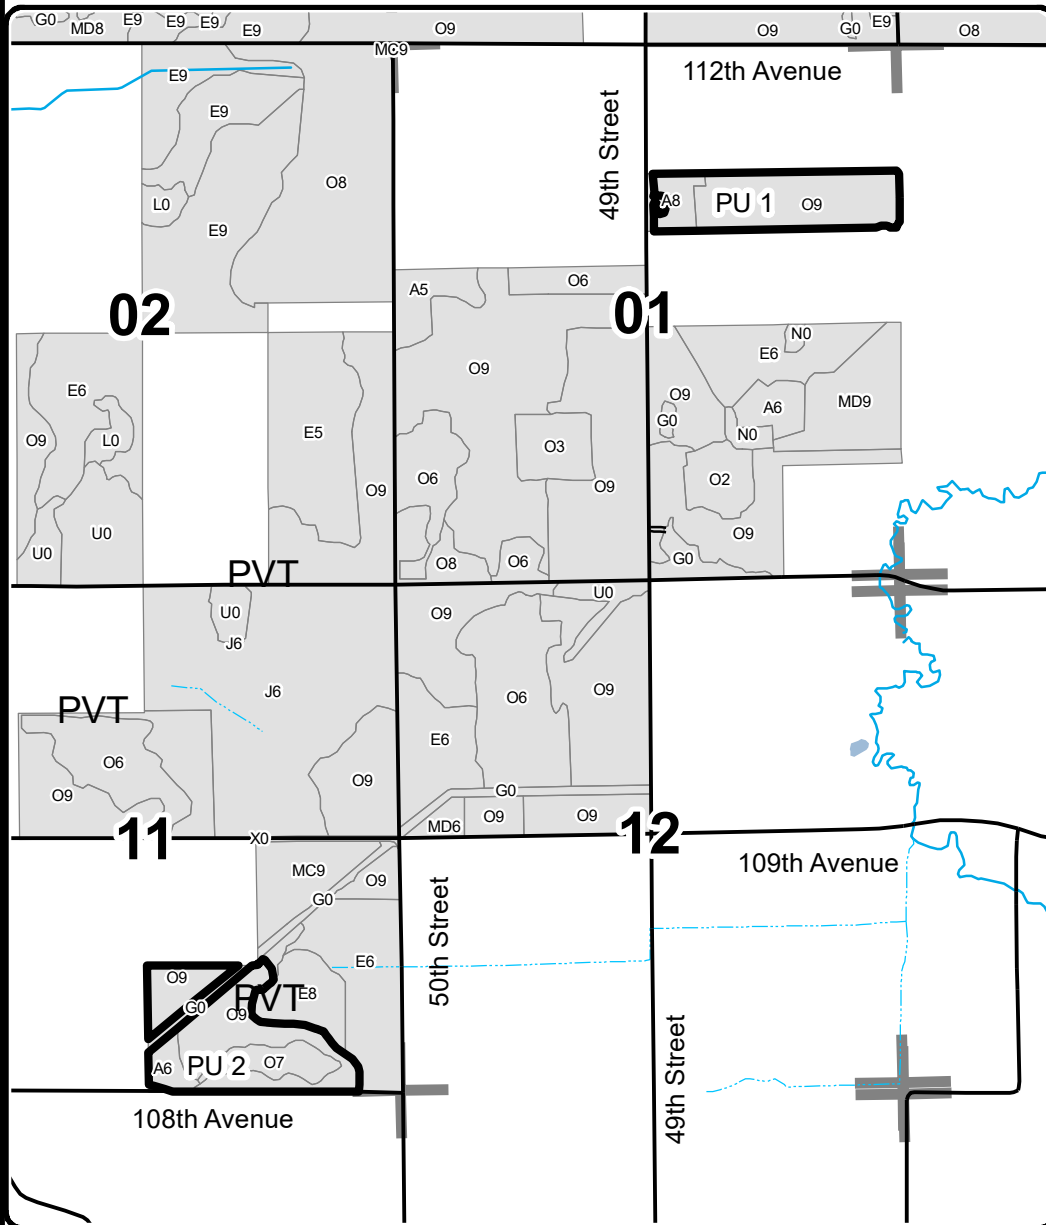 G0
MD8
E9
E9
E9
E9
O9
O9
G0
E9
O8
MC9
112th Avenue
E9
E9
49th Street
O8
L0
E9
A8
PU 1
O9
A5
O6
02
01
N0
E6
O9
E6
O9
A6
MD9
G0
N0
O9
L0
E5
O3
O6
O2
O9
O9
U0
U0
O9
G0
O8
O6
PVT
U0
U0
O9
J6
J6
O6
O9
PVT
E6
O6
O9
O9
G0
O9
O9
MD6
11
X0
12
109th Avenue
MC9
O9
G0
50th Street
E6
O9
E8
PVT
G0
O9
49th Street
PU 2
O7
A6
108th Avenue